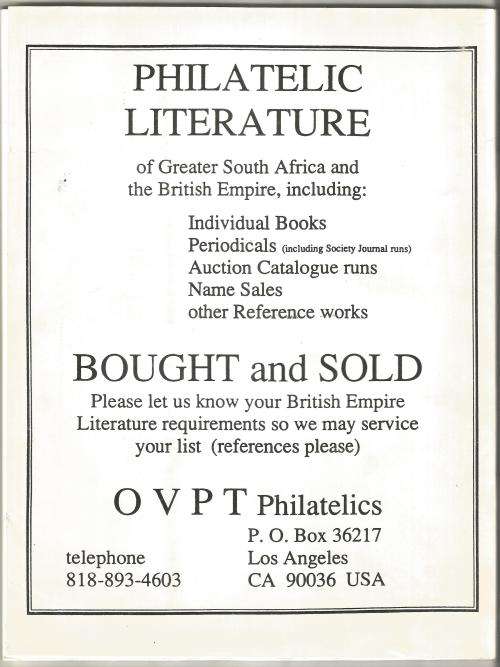 PHILATELIC
LITERATURE
of Greater South Africa and
the British Empire, including:
Individual Books
Periodicals (including Society Journal runs)
Auction Catalogue runs
Name Sales
other Reference works
BOUGHT and SOLD
Please let us know your British Empire
Literature requirements so we may service
your list (references please)
O V P T Philatelics
P. O. Box 36217
telephone Los Angeles
818-893-4603 CA 90036 USA